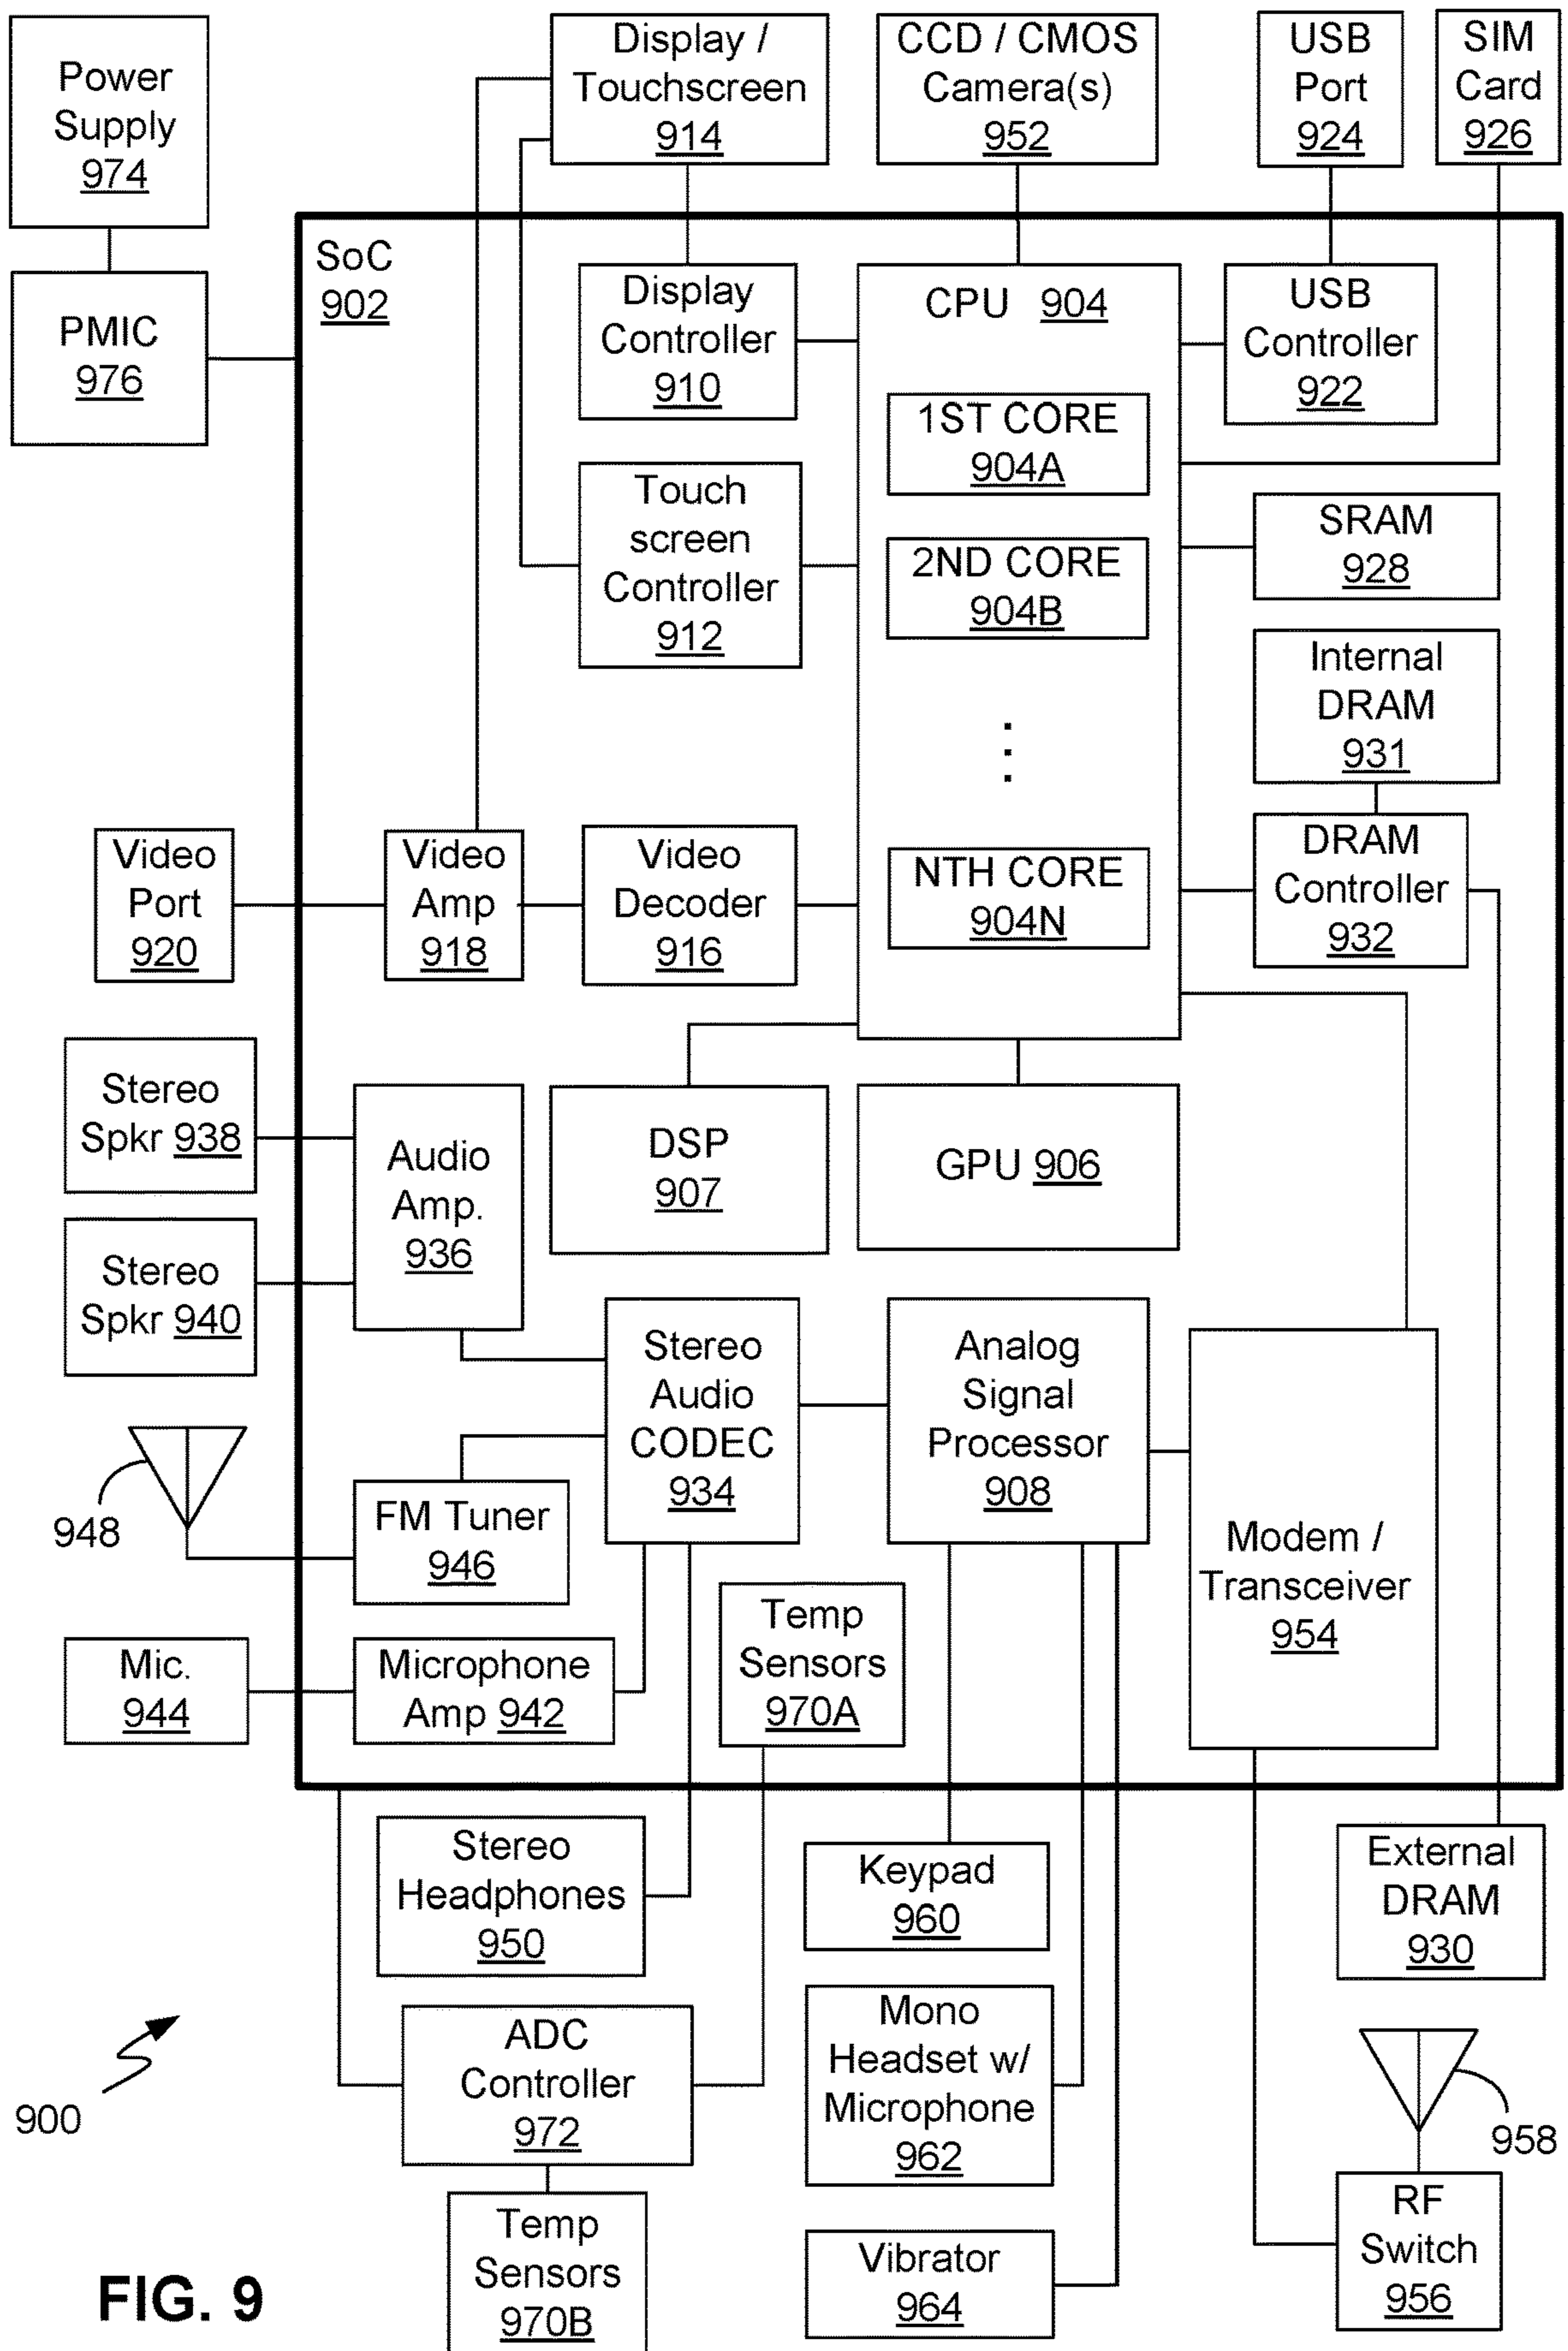 Power
Supply
974
Display /
Touchscreen
914
CCD / CMOS
Camera(s)
952
USB
Port
924
SIM
Card
926
PMIC
976
SoC
902
Display
Controller
910
CPU 904
USB
Controller
922
1ST CORE
904A
Touch
screen
Controller
912
2ND CORE
904B
SRAM
928
Internal
DRAM
931
Video
Port
920
Video
Amp
918
Video
Decoder
916
NTH CORE
904N
DRAM
Controller
932
Stereo
Spkr 938
Audio
Amp.
936
DSP
907
GPU 906
Stereo
Spkr 940
Stereo
Audio
CODEC
934
Analog
Signal
Processor
908
Modem /
Transceiver
954
948
FM Tuner
946
Temp
Sensors
970A
Mic.
944
Microphone
Amp 942
Stereo
Headphones
950
Keypad
960
External
DRAM
930
ADC
Controller
972
Mono
Headset w/
Microphone
962
900
958
Temp
Sensors
970B
Vibrator
964
RF
Switch
956
FIG. 9